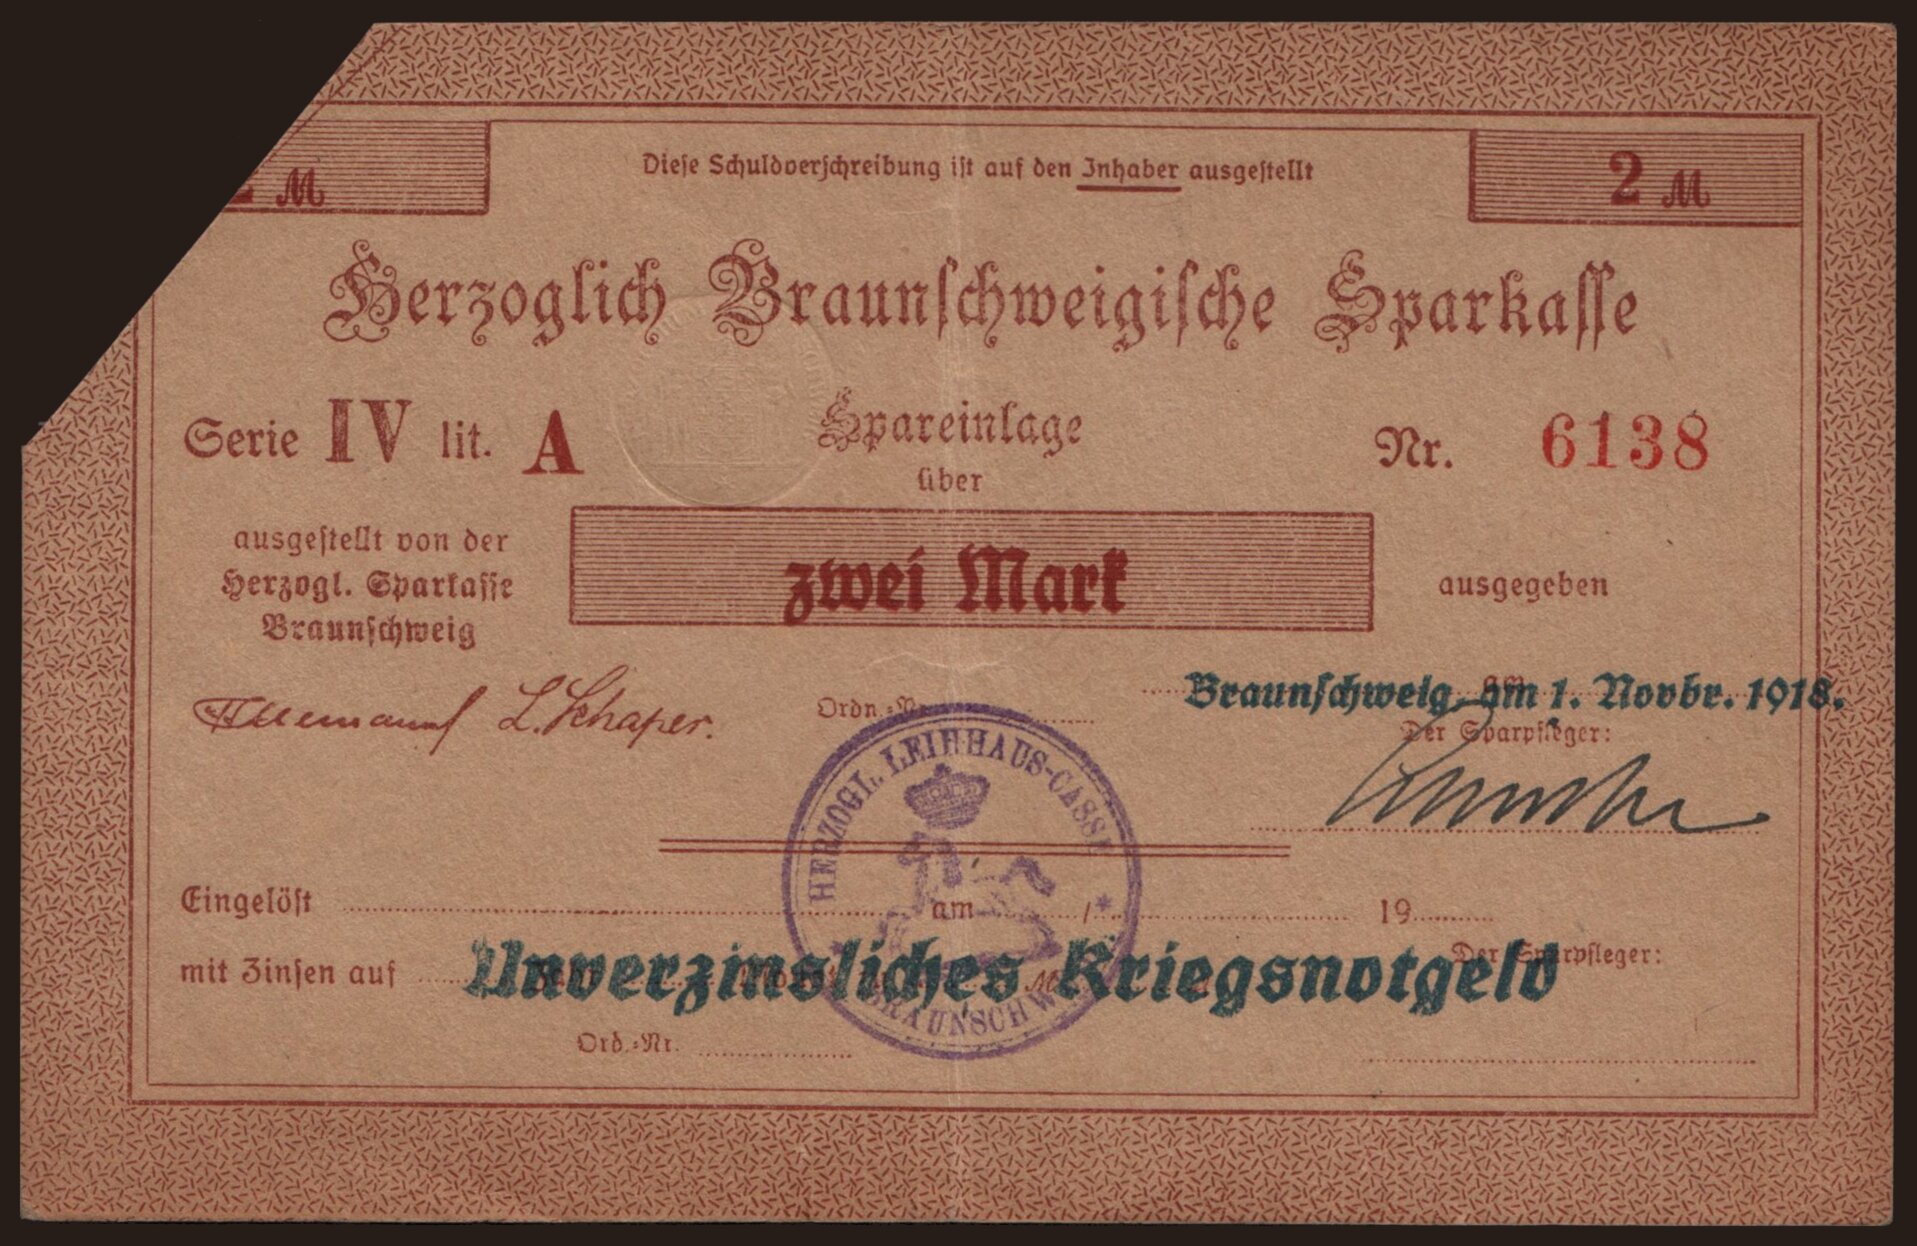 M
Diese Schuldverschreibung ist auf den Inhaber ausgestellt
2 M
Herzoglich Braunschweigische Sparkasse
Serie IV lit. A
Spareinlage
über
Nr. 6138
ausgestellt von der
Herzogl. Sparkasse
Braunschweig
zwei Mark
ausgegeben
L. Schaper.
Ordn.-Nr.
Braunschweig, am 1. Novbr. 1918.
Der Sparpfleger:
HERZOGL. LEIHHAUS-CASSE
BRAUNSCHW
Eingelöst am 19
mit Zinsen auf
Der Sparpfleger:
Unverzinsliches Kriegsnotgeld
Ord.-Nr.